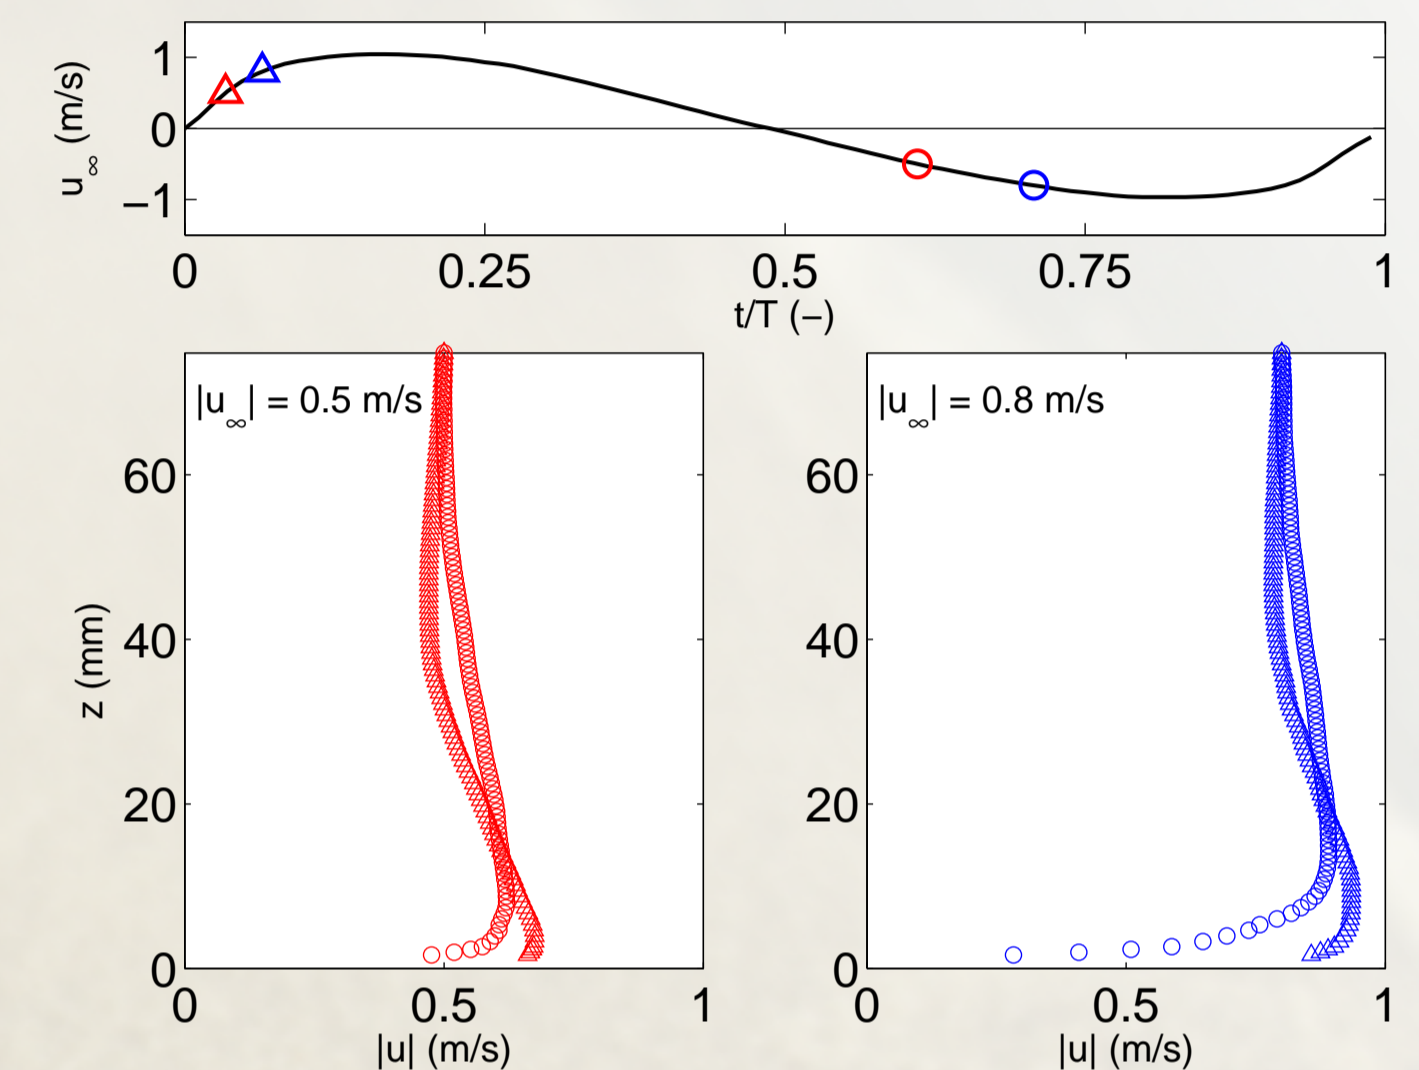 u∞ (m/s)
1
0
−1
0 0.25 0.5 0.75 1
t/T (–)
|u∞| = 0.5 m/s
|u∞| = 0.8 m/s
z (mm)
60
40
20
0
60
40
20
0
0 0.5 1
0 0.5 1
|u| (m/s)
|u| (m/s)